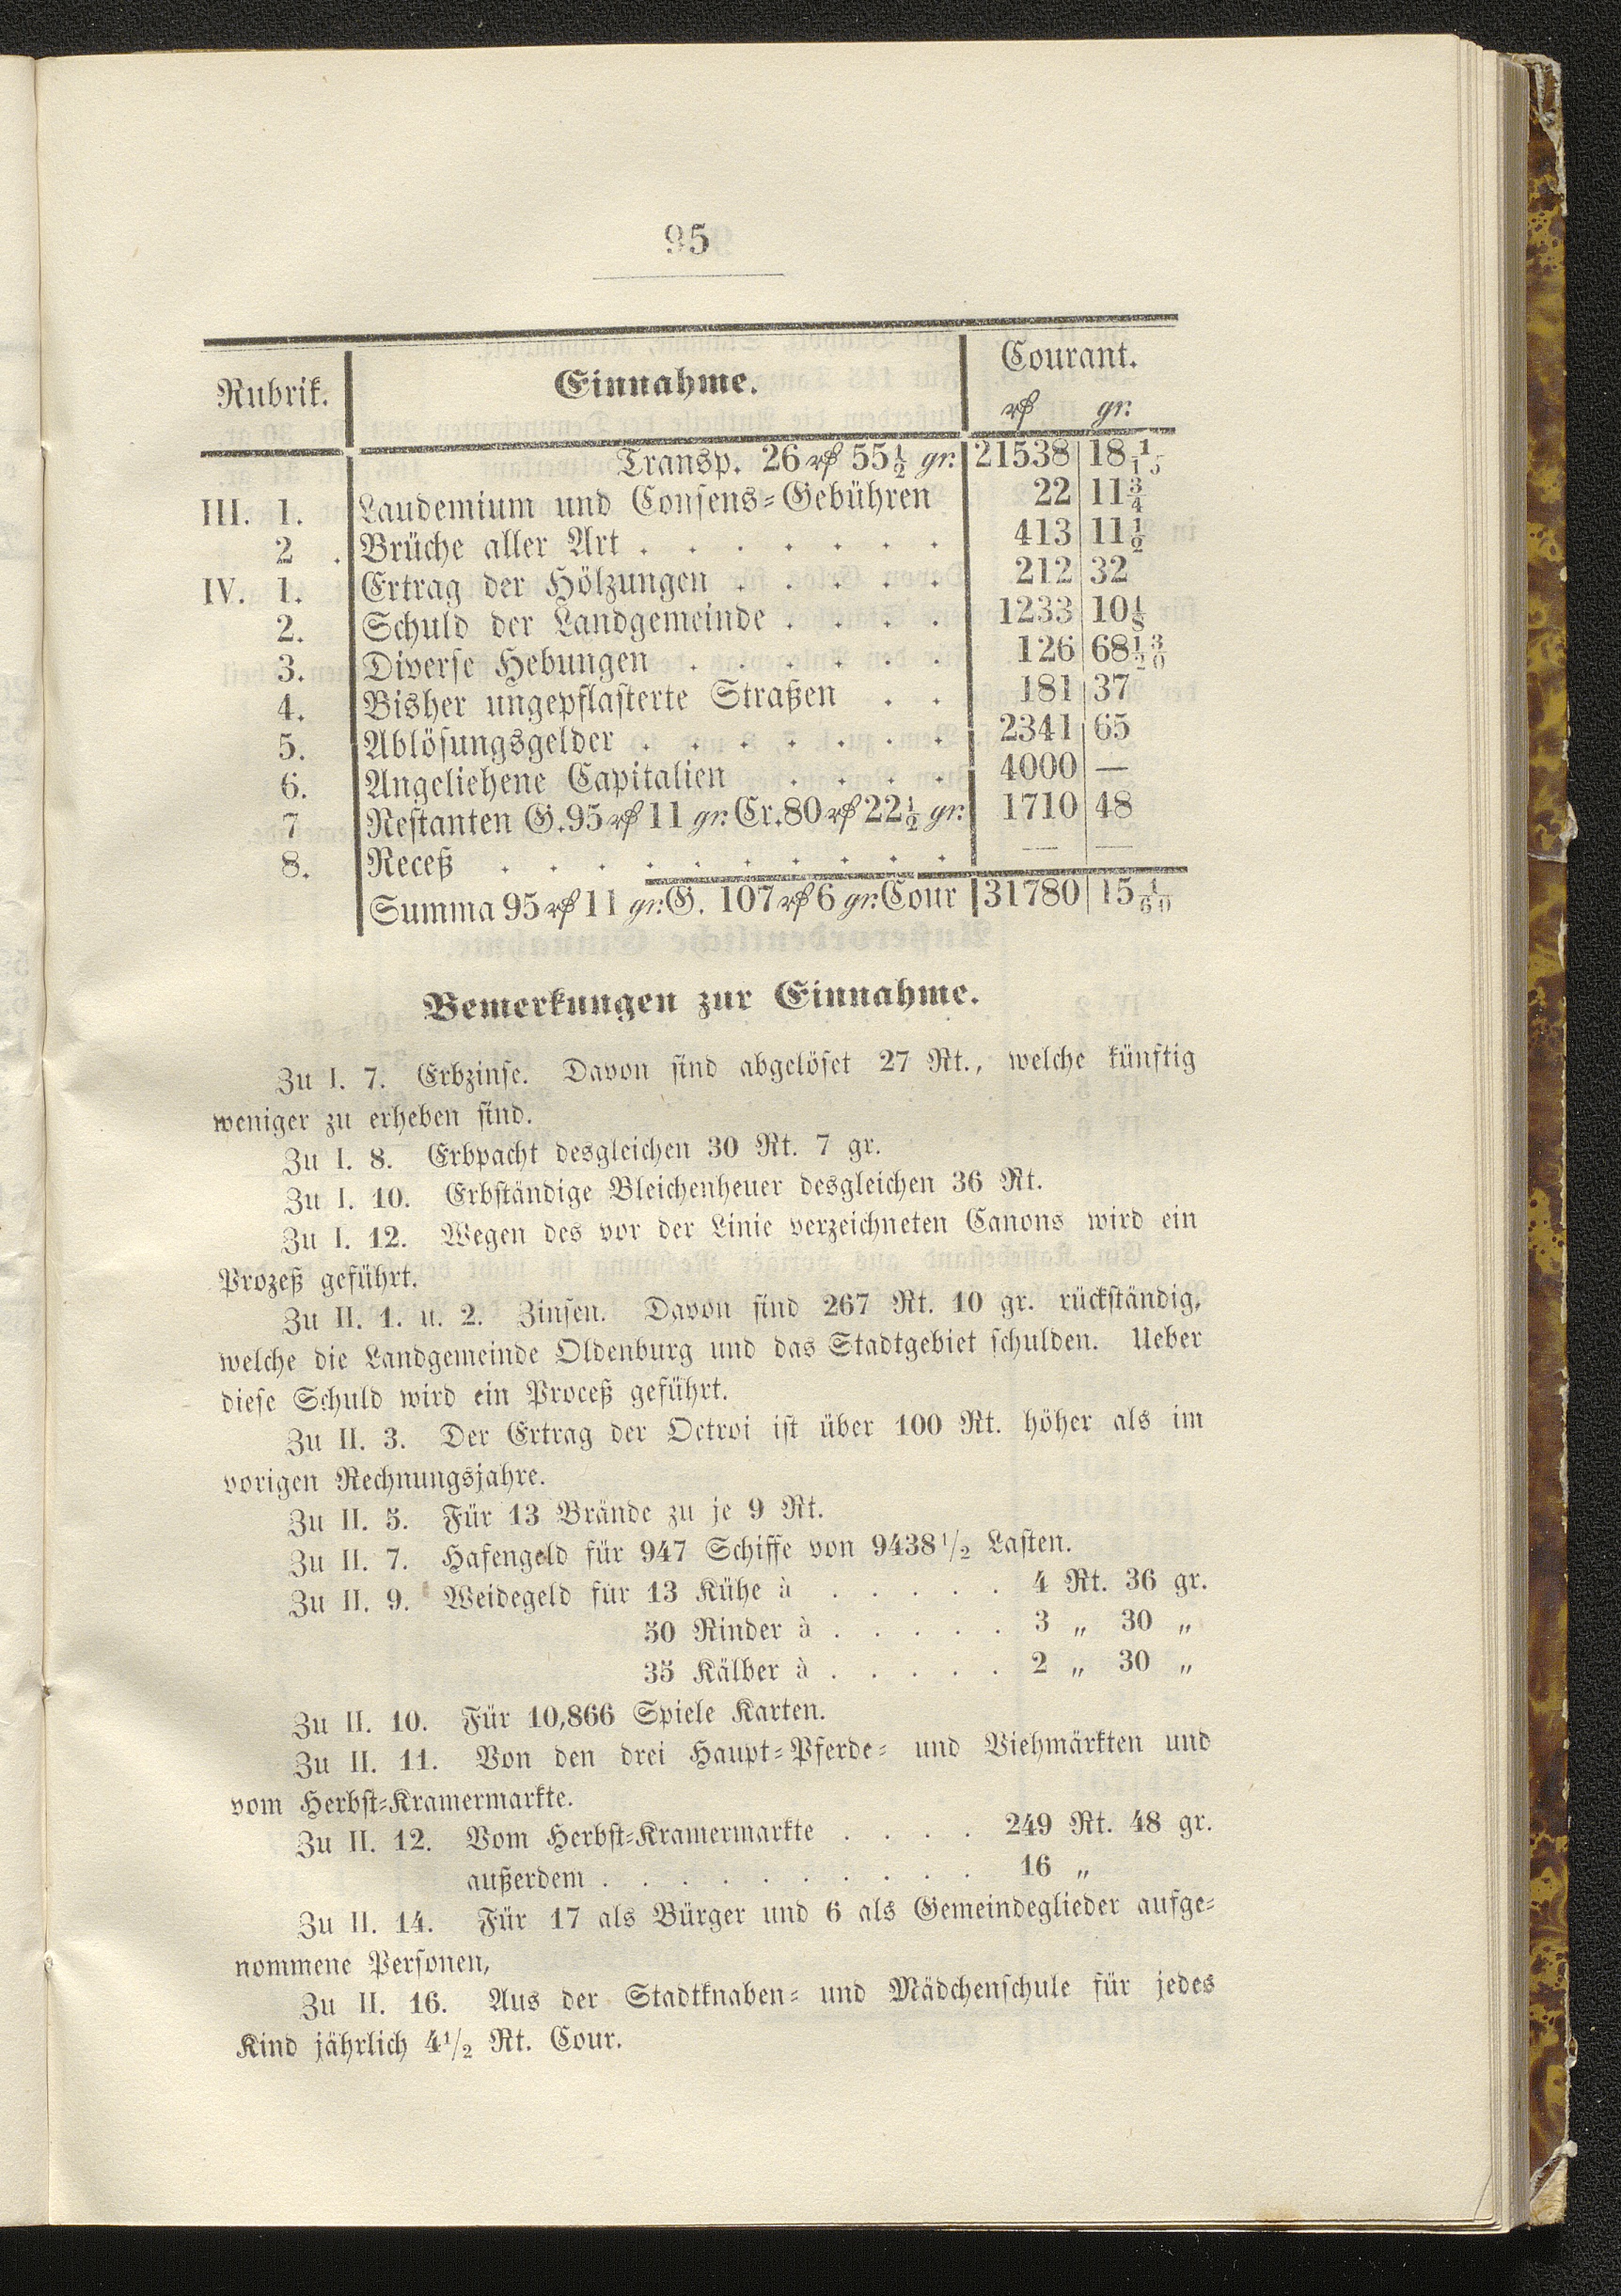 95
Rubrik. Einnahme. Courant.
₰ gr.
Transp. 26 ₰ 55½ gr. 21538 18 1/15
III. 1. Laudemium und Consens=Gebühren 22 11¾
2 . Brüche aller Art . . . . . . . 413 11½
IV. 1. Ertrag der Hölzungen . . . . . 212 32
2. Schuld der Landgemeinde . . . . 1233 10⅛
3. Diverse Hebungen . . . . . . 126 68
4. Bisher ungepflasterte Straßen . . 181 37
5. Ablösungsgelder . . . . . . . 2341 65
6. Angeliehene Capitalien . . . . 4000 —
7 Restanten G. 95 ₰ 11 gr. Cr. 80 ₰ 22½ gr. 1710 48
8. Receß . . . . . . . . . . — —
Summa 95 ₰ 11 gr. G. 107 ₰ 6 gr. Cour 31780 15 1/60
Bemerkungen zur Einnahme.
Zu I. 7. Erbzinse. Davon sind abgelöset 27 Rt., welche künftig
weniger zu erheben sind.
Zu I. 8. Erbpacht desgleichen 30 Rt. 7 gr.
Zu I. 10. Erbständige Bleichenheuer desgleichen 36 Rt.
Zu I. 12. Wegen des vor der Linie verzeichneten Canons wird ein
Prozeß geführt.
Zu II. 1. u. 2. Zinsen. Davon sind 267 Rt. 10 gr. rückständig,
welche die Landgemeinde Oldenburg und das Stadtgebiet schulden. Ueber
diese Schuld wird ein Proceß geführt.
Zu II. 3. Der Ertrag der Octroi ist über 100 Rt. höher als im
vorigen Rechnungsjahre.
Zu II. 5. Für 13 Brände zu je 9 Rt.
Zu II. 7. Hafengeld für 947 Schiffe von 9438 1/2 Lasten.
Zu II. 9. Weidegeld für 13 Kühe à . . . . . 4 Rt. 36 gr.
50 Rinder à . . . . . 3 „ 30 „
35 Kälber à . . . . . 2 „ 30 „
Zu II. 10. Für 10,866 Spiele Karten.
Zu II. 11. Von den drei Haupt=Pferde= und Viehmärkten und
vom Herbst=Kramermarkte.
Zu II. 12. Vom Herbst=Kramermarkte . . . . 249 Rt. 48 gr.
außerdem . . . . . . . . . . 16 „
Zu II. 14. Für 17 als Bürger und 6 als Gemeindeglieder aufge=
nommene Personen,
Zu II. 16. Aus der Stadtknaben= und Mädchenschule für jedes
Kind jährlich 4 1/2 Rt. Cour.